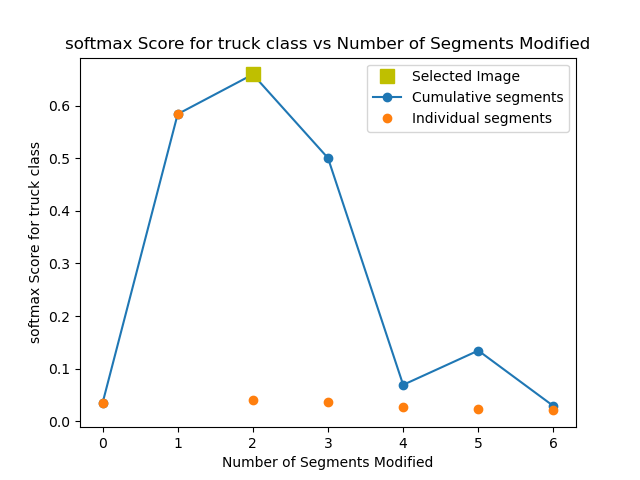 softmax Score for truck class vs Number of Segments Modified
Selected Image
Cumulative segments
Individual segments
softmax Score for truck class
0.6
0.5
0.4
0.3
0.2
0.1
0.0
0 1 2 3 4 5 6
Number of Segments Modified